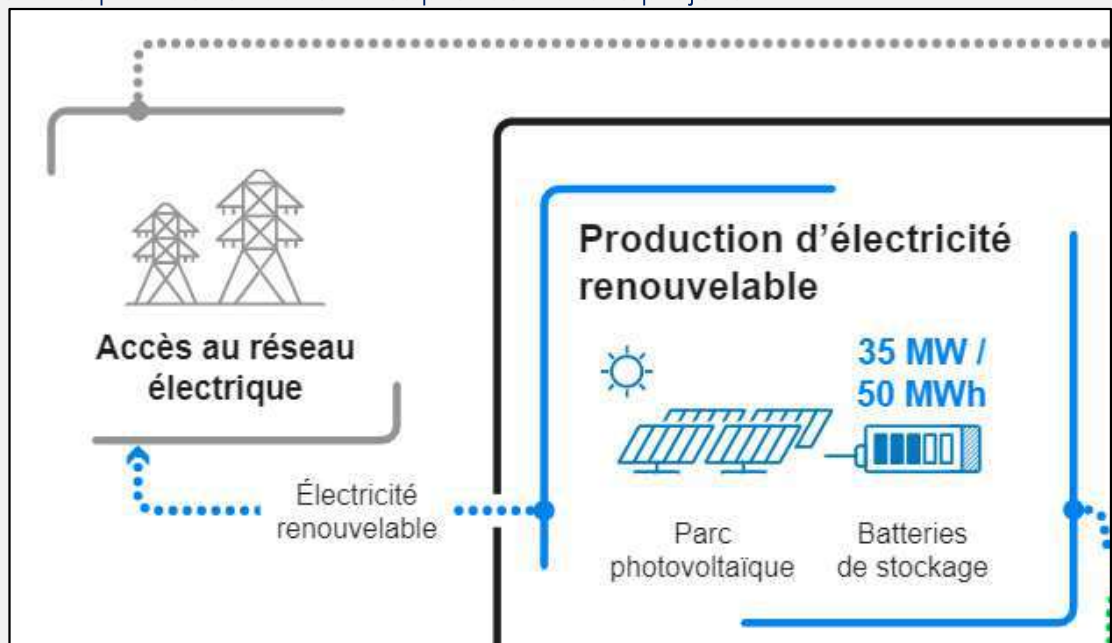 Accès au réseau
électrique
Électricité
renouvelable
Production d’électricité
renouvelable
35 MW /
50 MWh
Parc
photovoltaïque
Batteries
de stockage